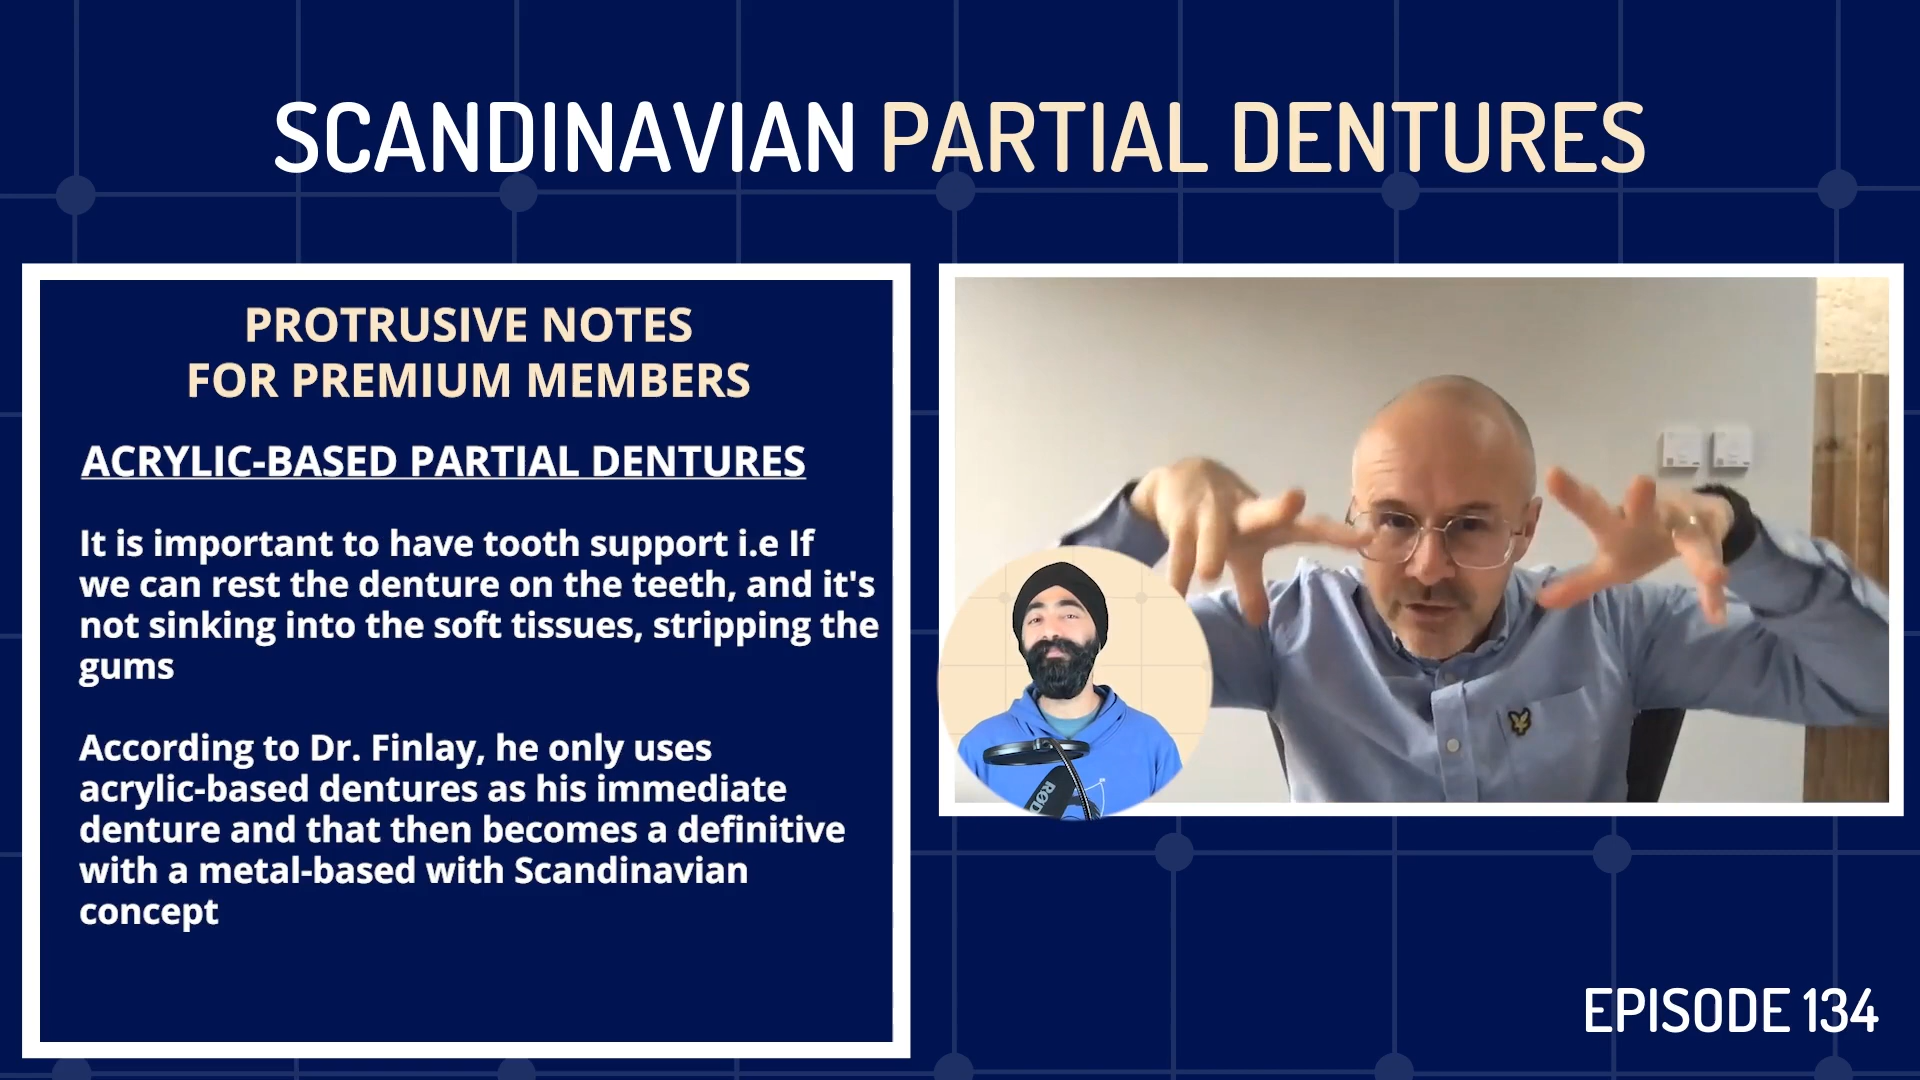 SCANDINAVIAN PARTIAL DENTURES
PROTRUSIVE NOTES
FOR PREMIUM MEMBERS
ACRYLIC-BASED PARTIAL DENTURES
It is important to have tooth support i.e If
we can rest the denture on the teeth, and it's
not sinking into the soft tissues, stripping the
gums
According to Dr. Finlay, he only uses
acrylic-based dentures as his immediate
denture and that then becomes a definitive
with a metal-based with Scandinavian
concept
EPISODE 134